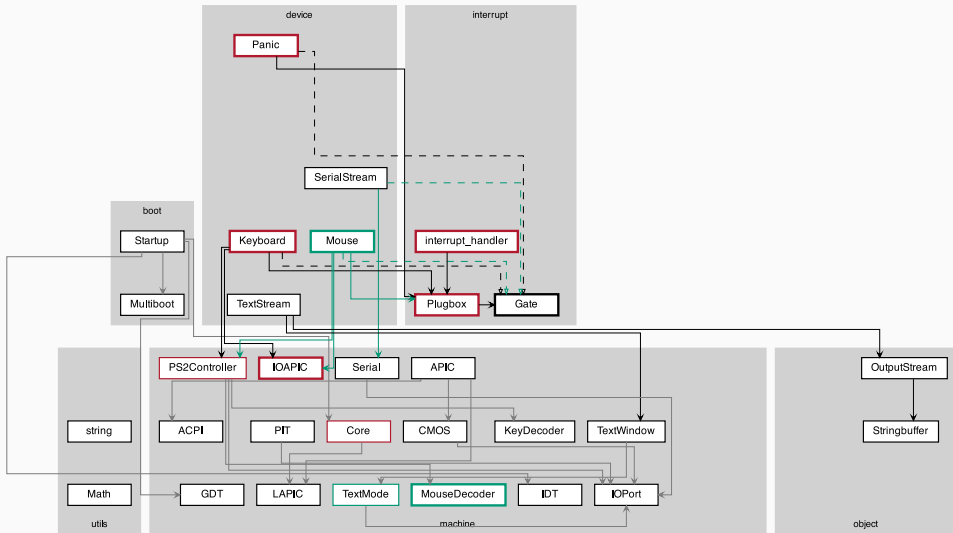 device
interrupt
Panic
SerialStream
boot
Startup
Keyboard
Mouse
interrupt_handler
Multiboot
TextStream
Plugbox
Gate
PS2Controller
IOAPIC
Serial
APIC
OutputStream
string
ACPI
PIT
Core
CMOS
KeyDecoder
TextWindow
Stringbuffer
Math
GDT
LAPIC
TextMode
MouseDecoder
IDT
IOPort
utils
machine
object